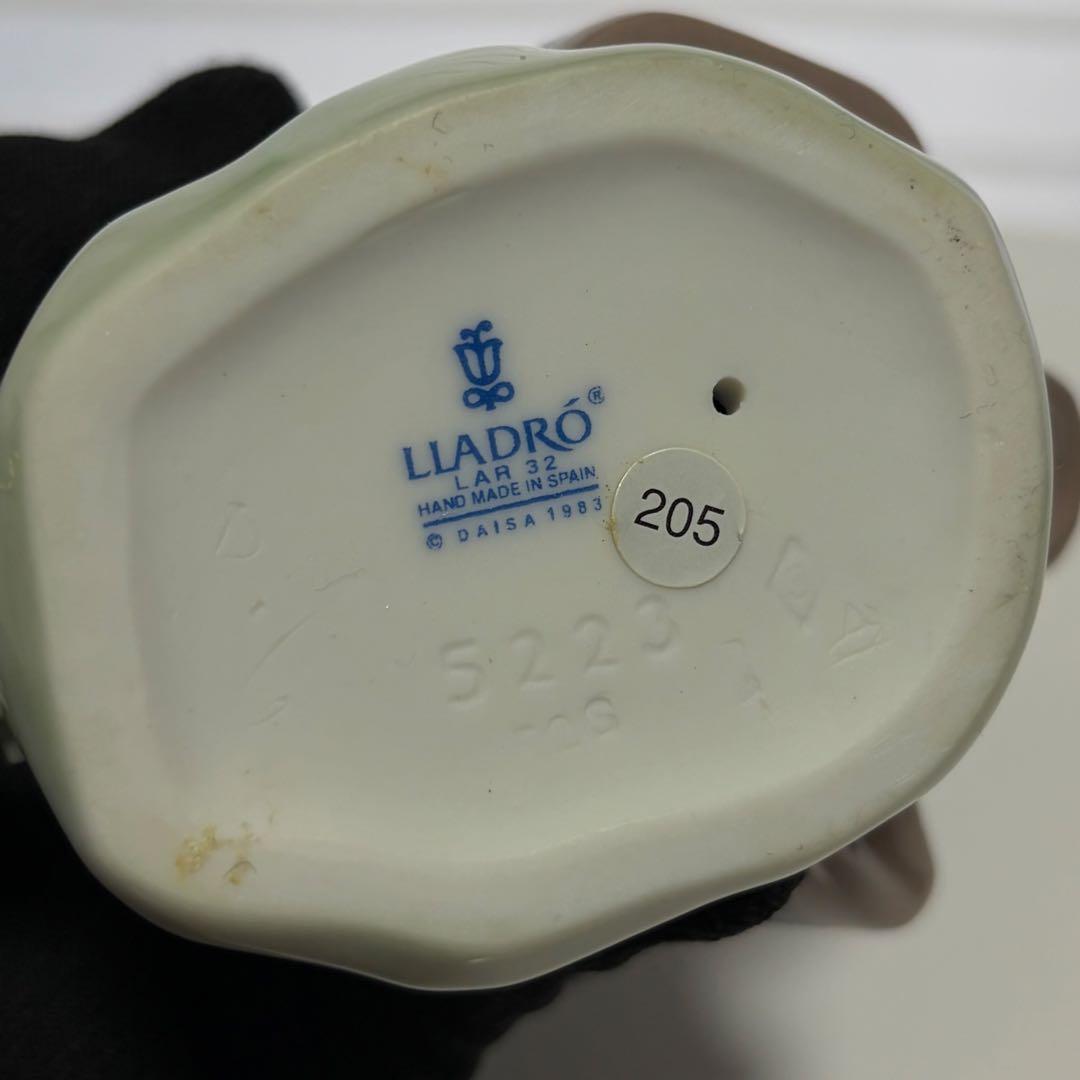 LLADRÓ®
LAR 32
HAND MADE IN SPAIN
© DAISA 1983
205
5223